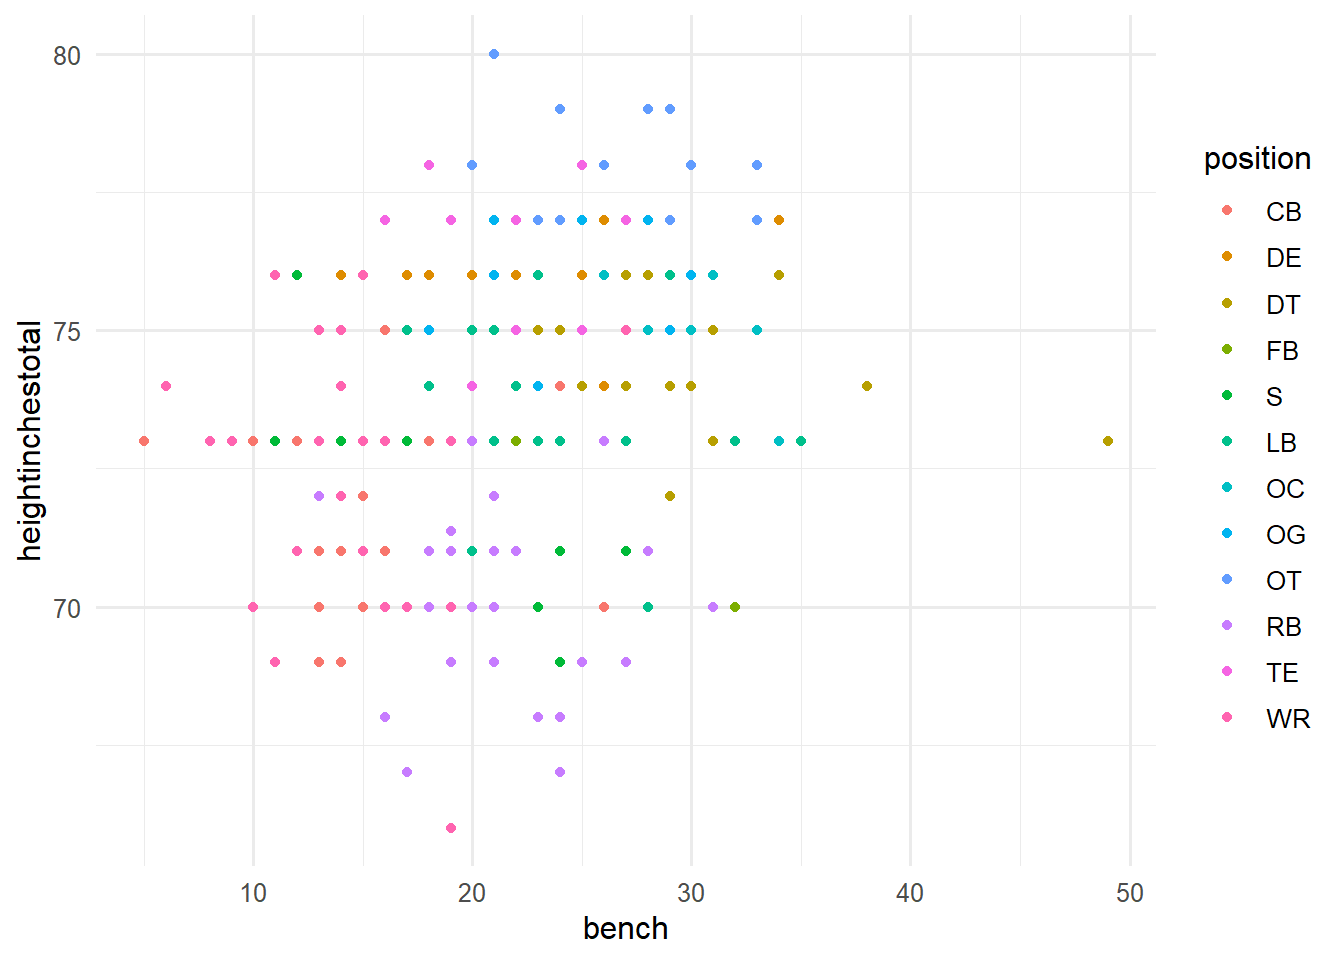 80
75
70
heightinchestotal
10 20 30 40 50
bench
position
CB
DE
DT
FB
S
LB
OC
OG
OT
RB
TE
WR